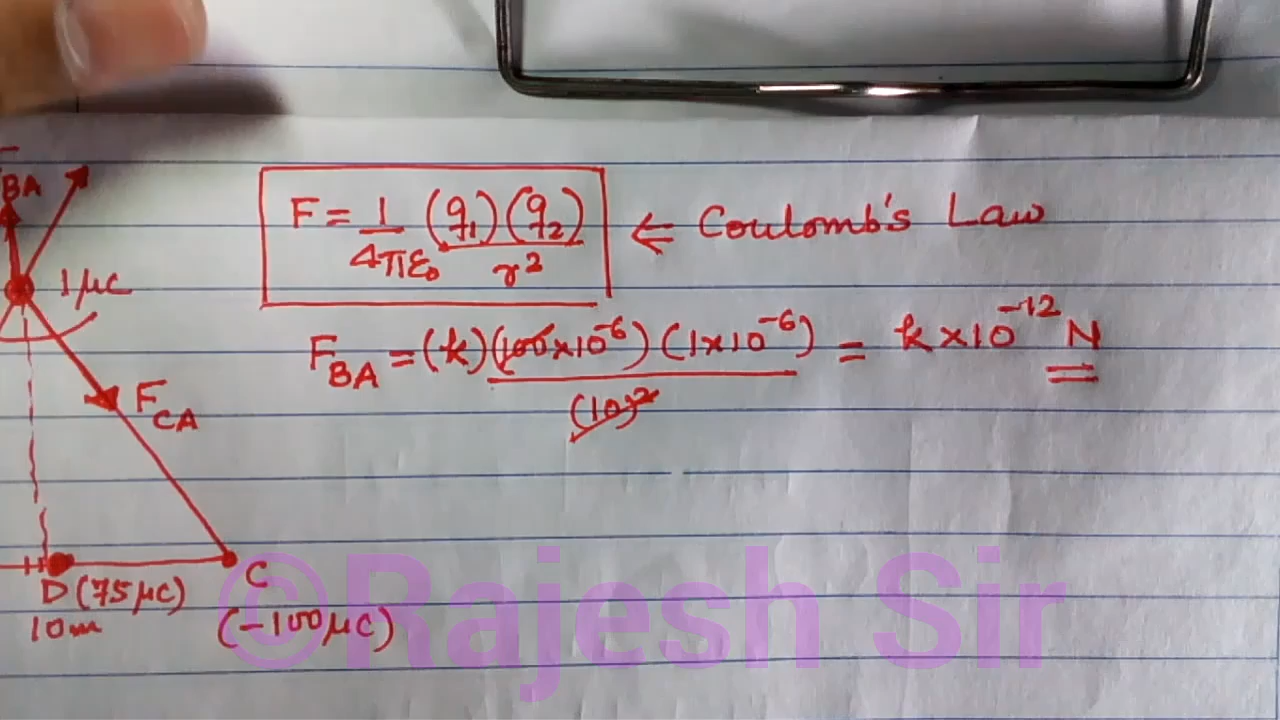 F = 1/4πε₀ (q₁)(q₂)/r² ⇐ Coulomb's Law
BA
1μC
F_BA = (k)(100×10⁻⁶)(1×10⁻⁶)/(10)² = k×10⁻¹² N
F_CA
D (75μC) C
10m (-100μC)
©Rajesh Sir